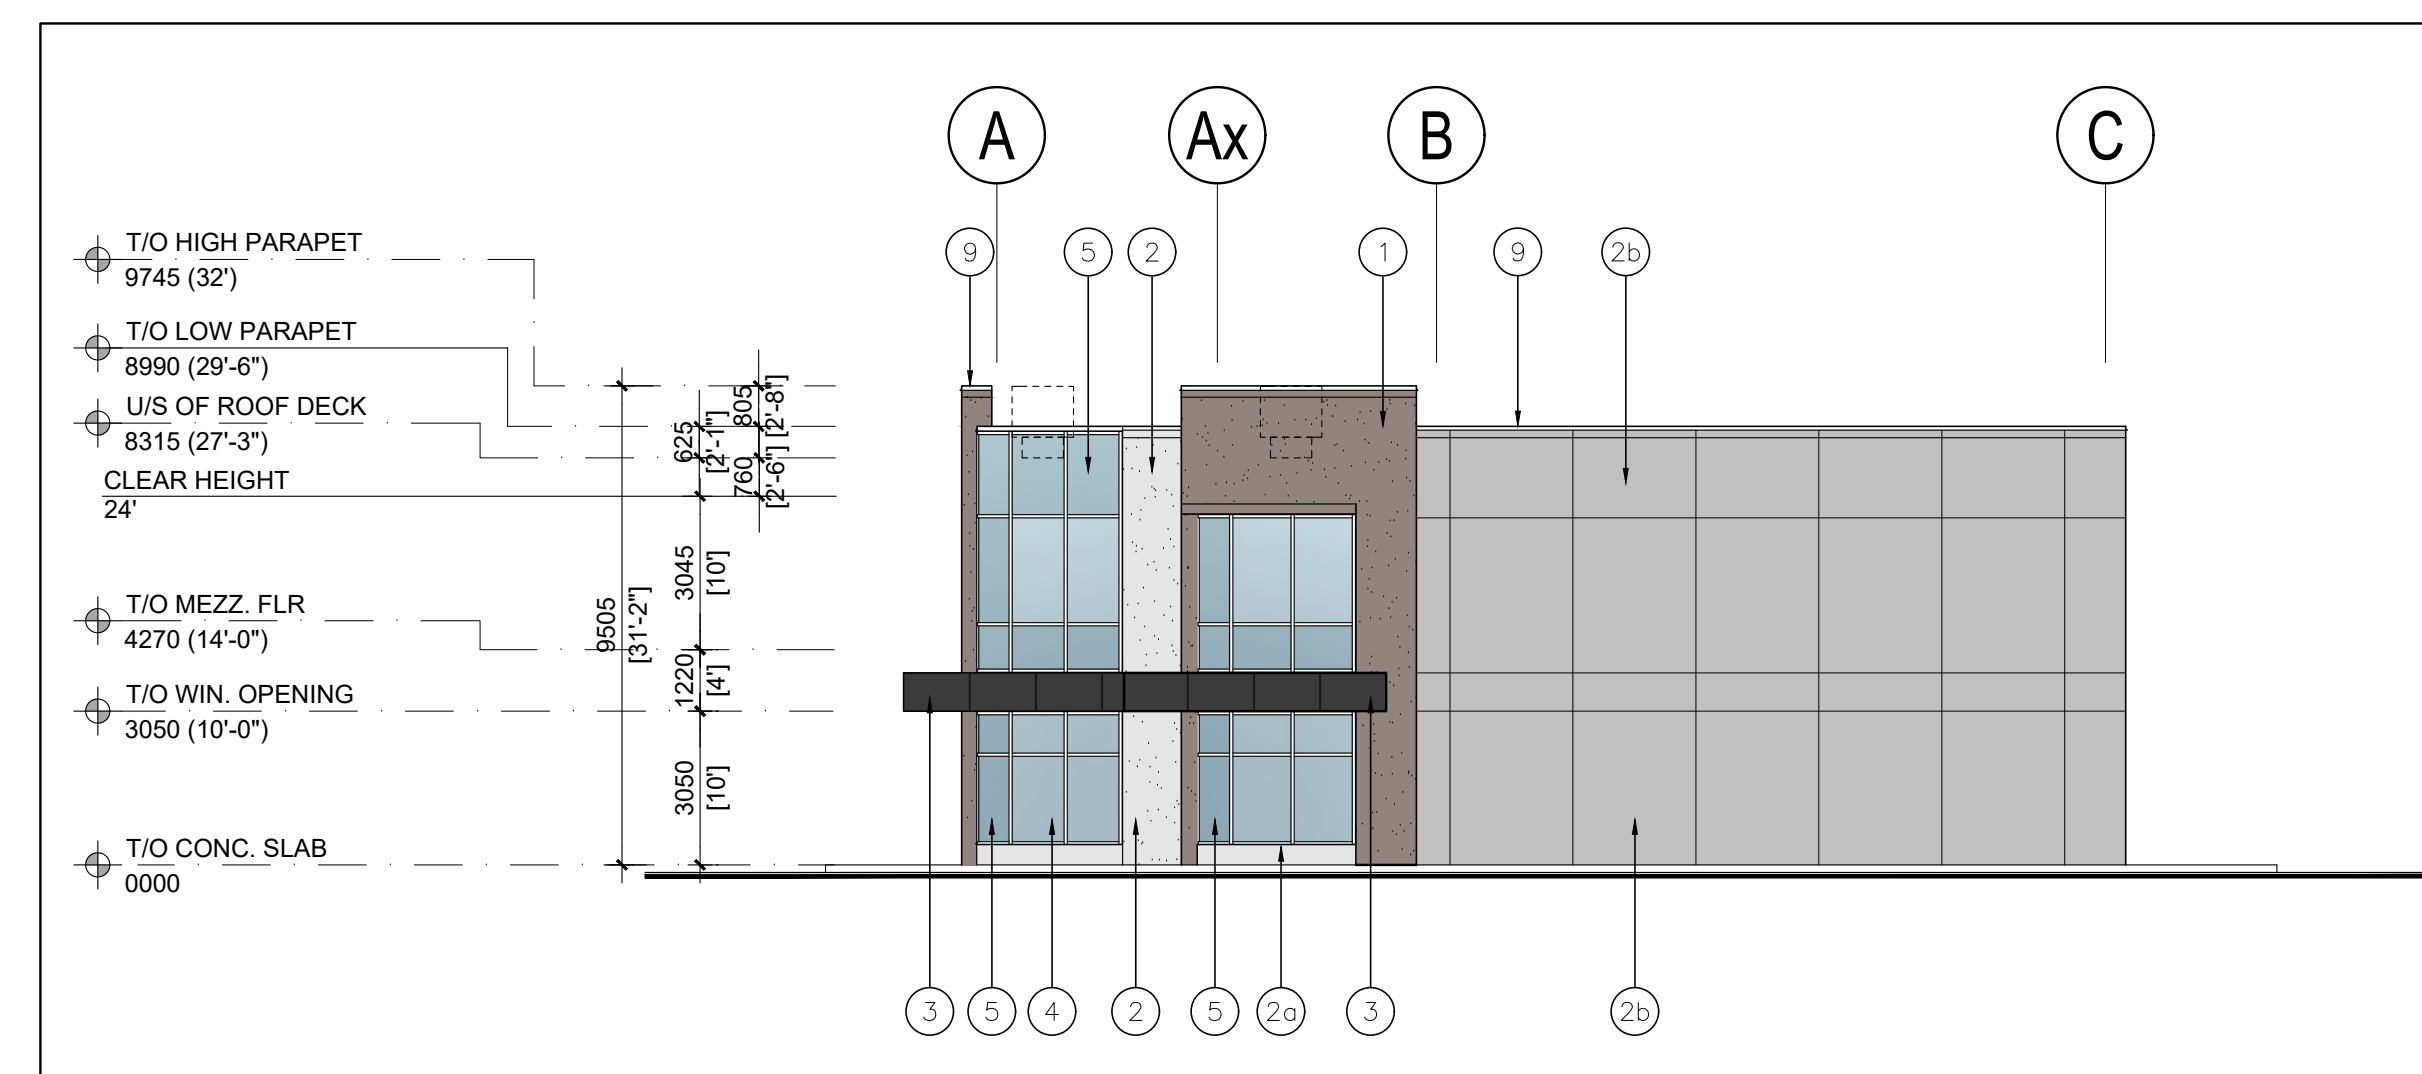 A Ax B C
9 5 2 1 9 2b
T/O HIGH PARAPET
9745 (32')
T/O LOW PARAPET
8990 (29'-6")
U/S OF ROOF DECK
8315 (27'-3")
CLEAR HEIGHT
24'
T/O MEZZ. FLR
4270 (14'-0")
T/O WIN. OPENING
3050 (10'-0")
T/O CONC. SLAB
0000
9505
[31'-2"]
625
[2'-1"]
3045
[10']
1220
[4']
3050
[10']
805
[2'-8"]
760
[2'-6"]
3 5 4 2 5 2a 3 2b